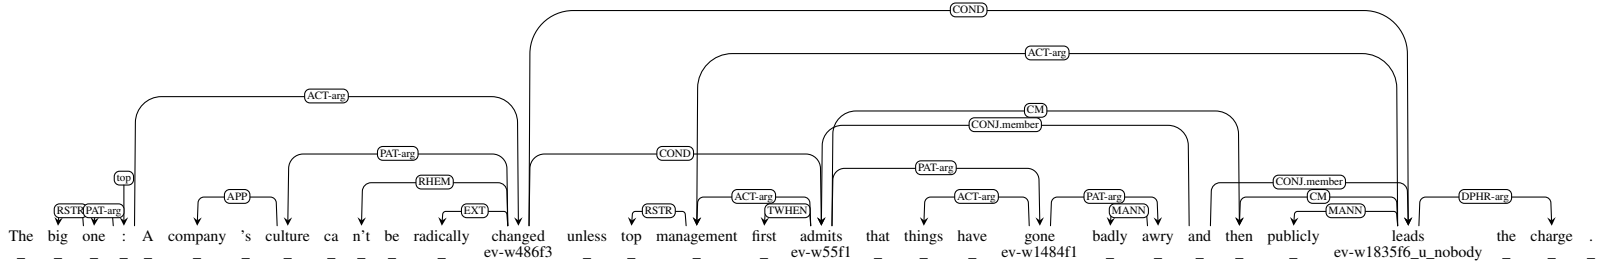 COND
ACT-arg
ACT-arg
CM
CONJ.member
PAT-arg COND
top RHEM PAT-arg CONJ.member
APP ACT-arg ACT-arg PAT-arg CM DPHR-arg
RSTR PAT-arg EXT RSTR TWHEN MANN MANN
The big one : A company 's culture ca n't be radically changed unless top management first admits that things have gone badly awry and then publicly leads the charge .
_ _ _ _ _ _ _ _ _ _ _ _ ev-w486f3 _ _ _ _ ev-w55f1 _ _ _ ev-w1484f1 _ _ _ _ _ ev-w1835f6_u_nobody _ _ _